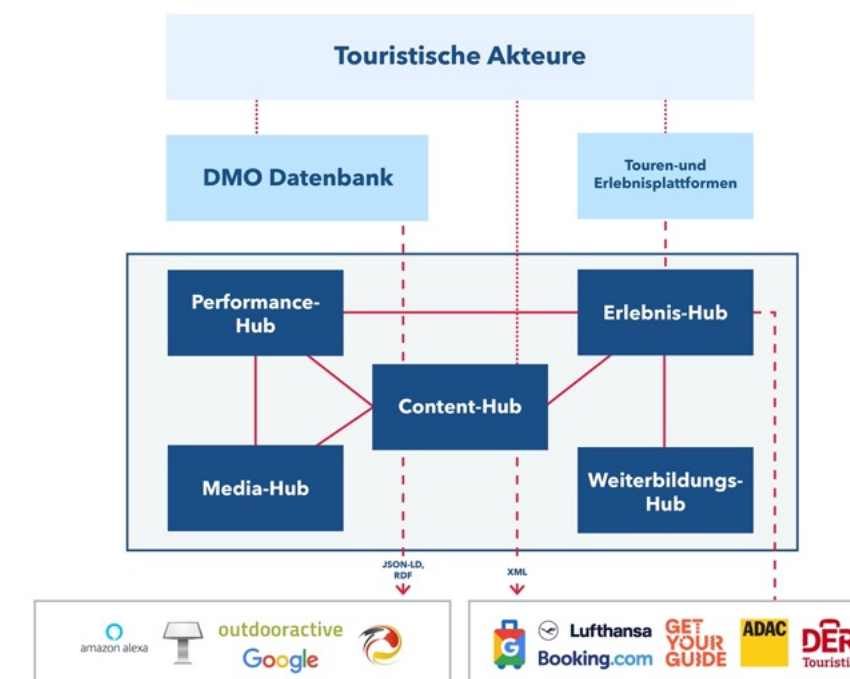 Touristische Akteure
DMO Datenbank
Touren-und
Erlebnisplattformen
Performance-
Hub
Erlebnis-Hub
Content-Hub
Media-Hub
Weiterbildungs-
Hub
JSON-LD,
RDF
XML
amazon alexa
outdooractive
Google
G
Lufthansa
Booking.com
GET
YOUR
GUIDE
ADAC
DER
Touristi